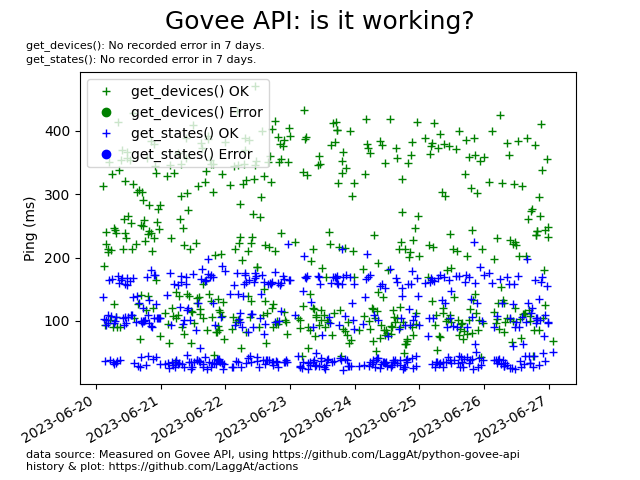 Govee API: is it working?
get_devices(): No recorded error in 7 days.
get_states(): No recorded error in 7 days.
get_devices() OK
get_devices() Error
get_states() OK
get_states() Error
Ping (ms)
400
300
200
100
2023-06-20
2023-06-21
2023-06-22
2023-06-23
2023-06-24
2023-06-25
2023-06-26
2023-06-27
data source: Measured on Govee API, using https://github.com/LaggAt/python-govee-api
history & plot: https://github.com/LaggAt/actions